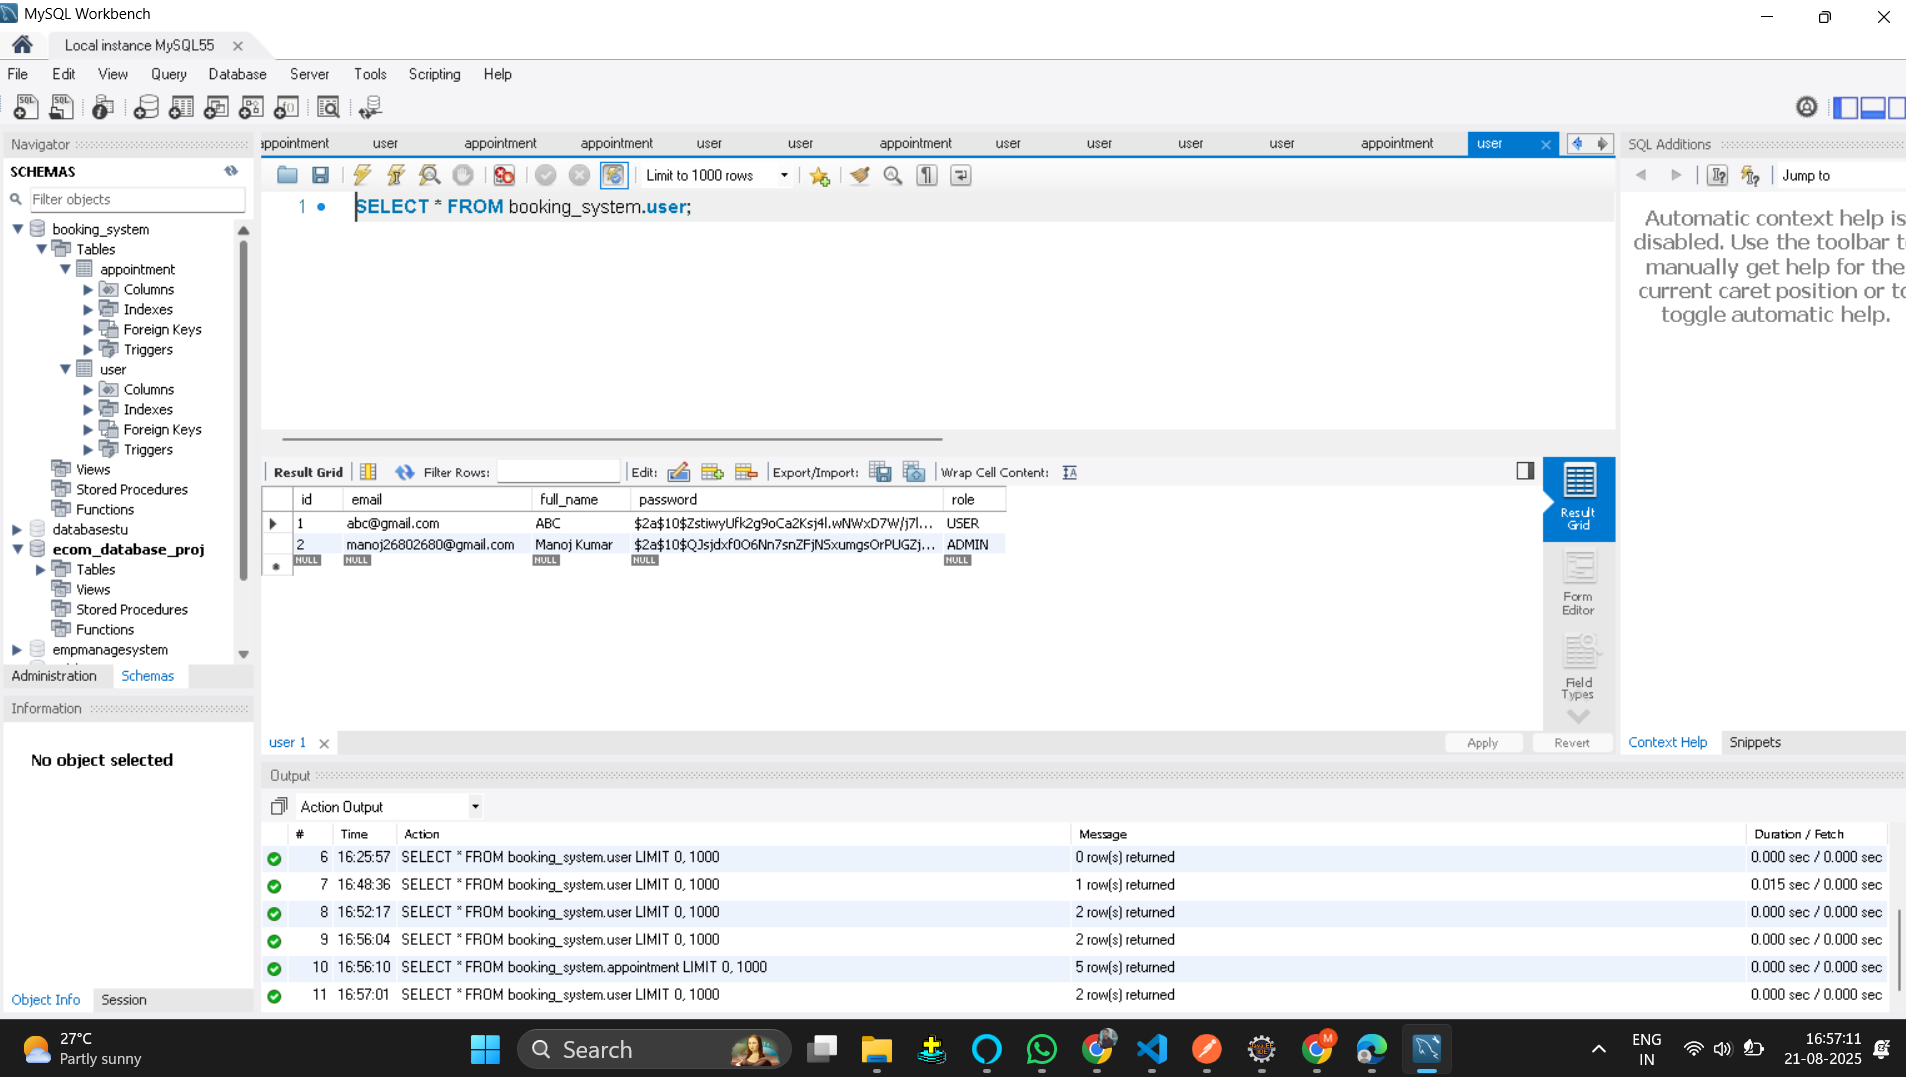 MySQL Workbench
Local instance MySQL55
File Edit View Query Database Server Tools Scripting Help
Navigator
SCHEMAS
Filter objects
booking_system
Tables
appointment
Columns
Indexes
Foreign Keys
Triggers
user
Columns
Indexes
Foreign Keys
Triggers
Views
Stored Procedures
Functions
databasestu
ecom_database_proj
Tables
Views
Stored Procedures
Functions
empmanagesystem
Administration Schemas
Information
No object selected
Object Info Session
appointment user appointment appointment user user appointment user user user user appointment user
Limit to 1000 rows
1 SELECT * FROM booking_system.user;
Result Grid Filter Rows: Edit: Export/Import: Wrap Cell Content:
id email full_name password role
1 abc@gmail.com ABC $2a$10$ZstiwyUfk2g9oCa2Ksj4l.wNWxD7W/j7l... USER
2 manoj26802680@gmail.com Manoj Kumar $2a$10$QJsjdxf0O6Nn7snZFjNSxumgsOrPUGZj... ADMIN
NULL NULL NULL NULL NULL
Result Grid
Form Editor
Field Types
user 1
Apply Revert
SQL Additions
Jump to
Automatic context help is
disabled. Use the toolbar to
manually get help for the
current caret position or to
toggle automatic help.
Context Help Snippets
Output
Action Output
# Time Action Message Duration / Fetch
6 16:25:57 SELECT * FROM booking_system.user LIMIT 0, 1000 0 row(s) returned 0.000 sec / 0.000 sec
7 16:48:36 SELECT * FROM booking_system.user LIMIT 0, 1000 1 row(s) returned 0.015 sec / 0.000 sec
8 16:52:17 SELECT * FROM booking_system.user LIMIT 0, 1000 2 row(s) returned 0.000 sec / 0.000 sec
9 16:56:04 SELECT * FROM booking_system.user LIMIT 0, 1000 2 row(s) returned 0.000 sec / 0.000 sec
10 16:56:10 SELECT * FROM booking_system.appointment LIMIT 0, 1000 5 row(s) returned 0.000 sec / 0.000 sec
11 16:57:01 SELECT * FROM booking_system.user LIMIT 0, 1000 2 row(s) returned 0.000 sec / 0.000 sec
27°C
Partly sunny
Search
ENG
IN
16:57:11
21-08-2025